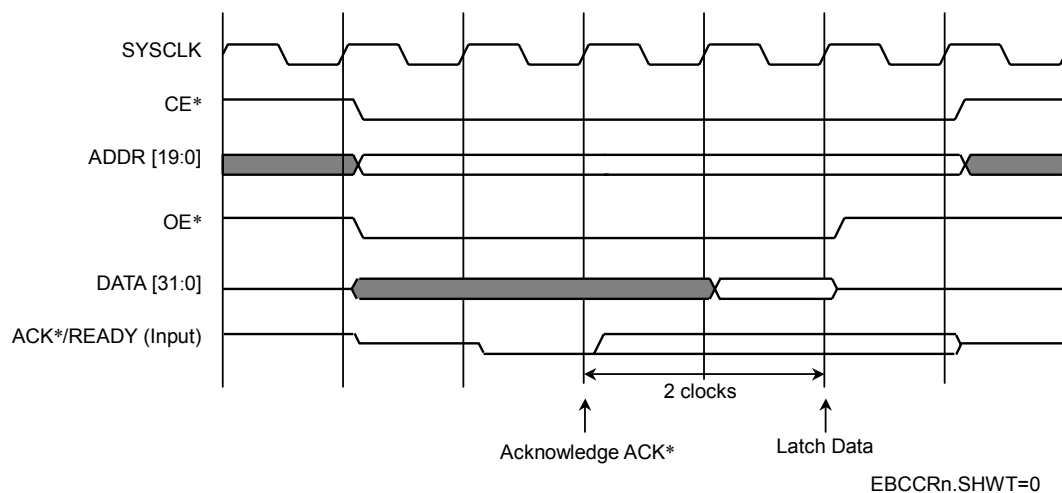 SYSCLK
CE*
ADDR [19:0]
OE*
DATA [31:0]
ACK*/READY (Input)
2 clocks
Acknowledge ACK*
Latch Data
EBCCRn.SHWT=0